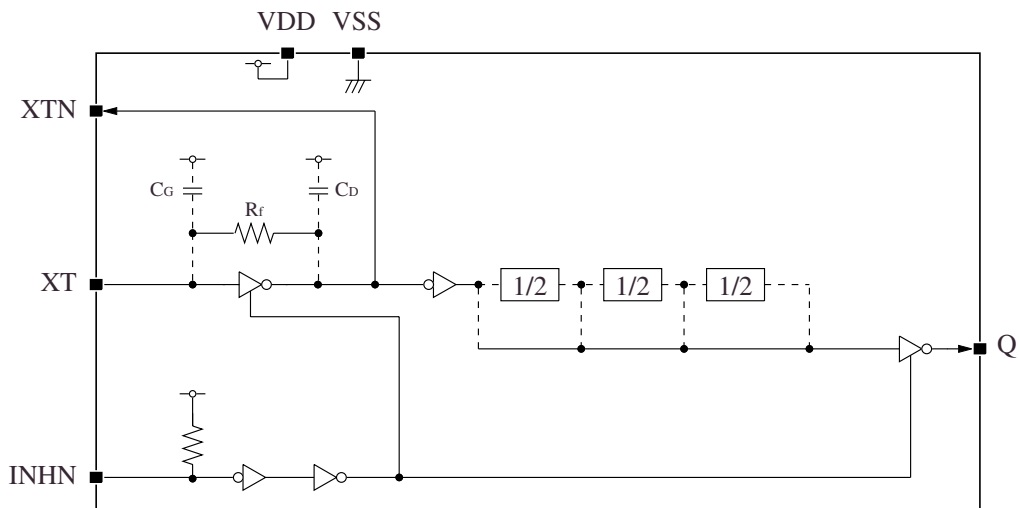 VDD VSS
XTN
CG CD
Rf
XT 1/2 1/2 1/2
Q
INHN